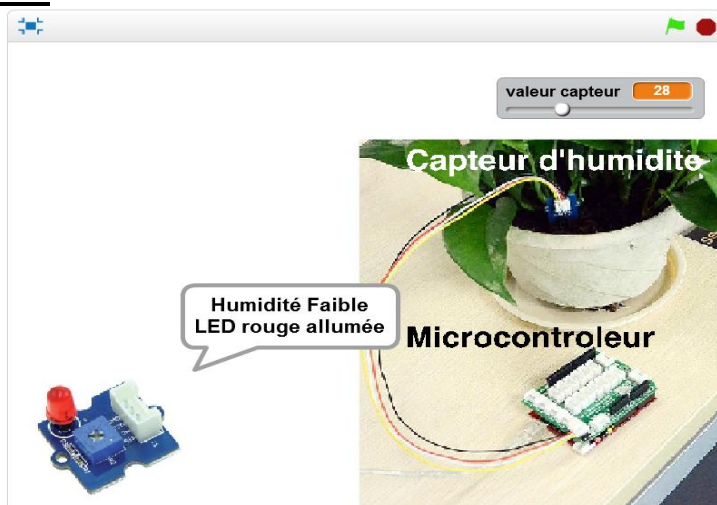 valeur capteur 28
Capteur d'humidite
Humidité Faible
LED rouge allumée
Microcontroleur